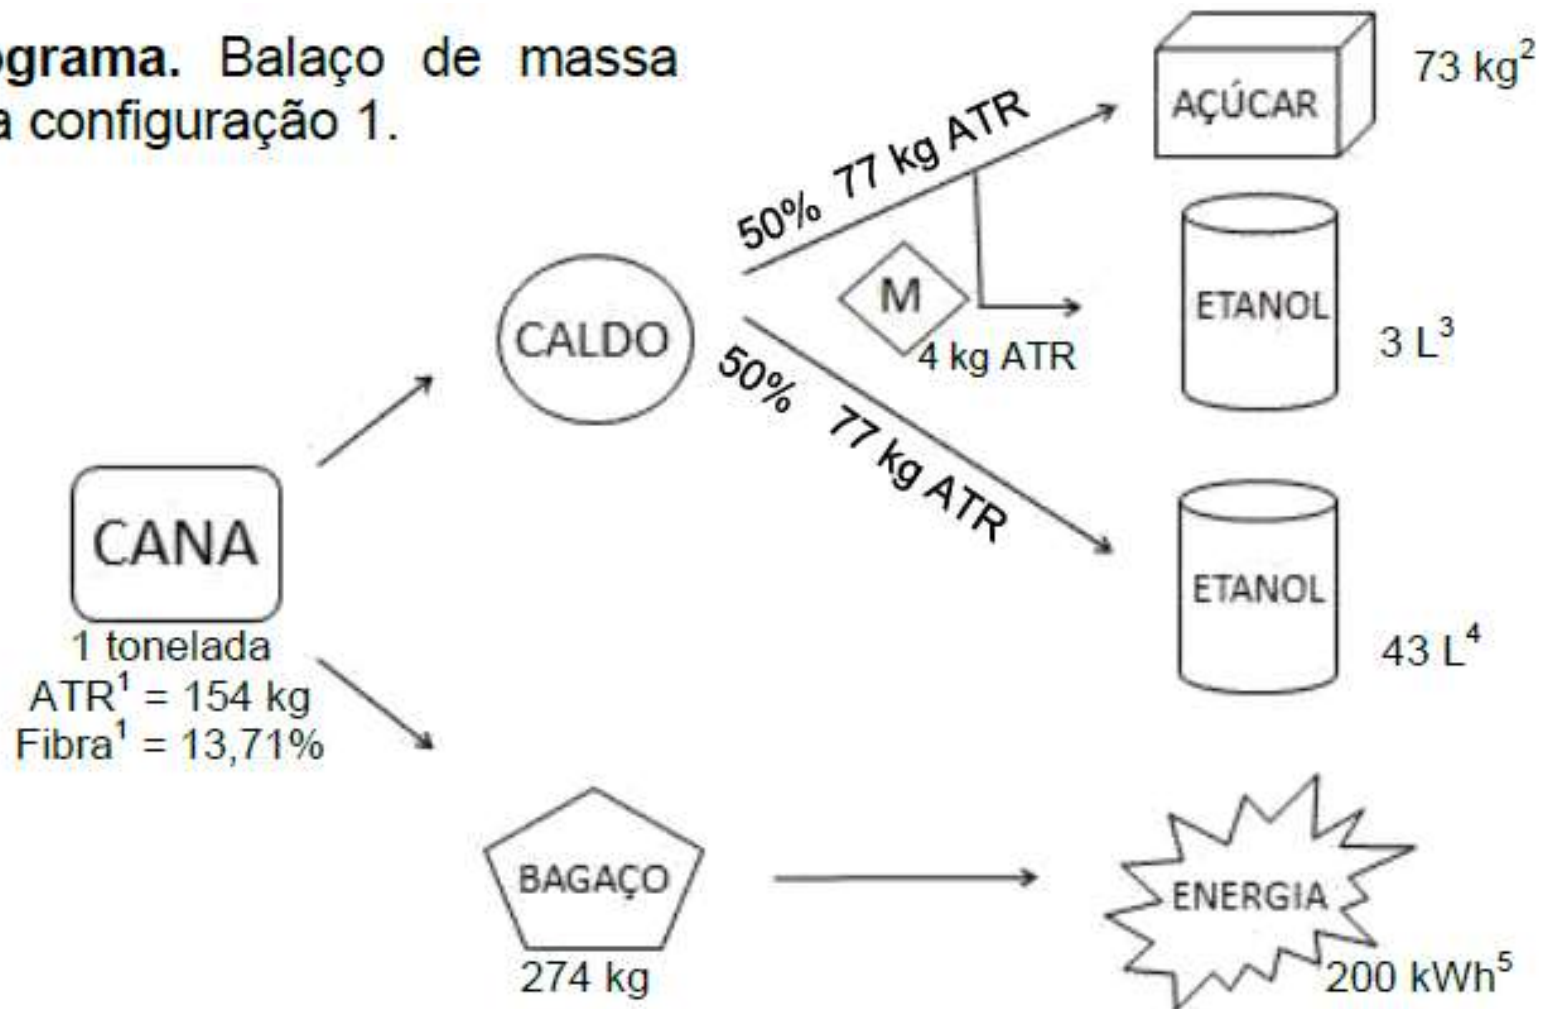 ograma. Balaço de massa
a configuração 1.
73 kg²
AÇÚCAR
50% 77 kg ATR
M
4 kg ATR
ETANOL
3 L³
CALDO
50% 77 kg ATR
ETANOL
43 L⁴
CANA
1 tonelada
ATR¹ = 154 kg
Fibra¹ = 13,71%
BAGAÇO
274 kg
ENERGIA
200 kWh⁵